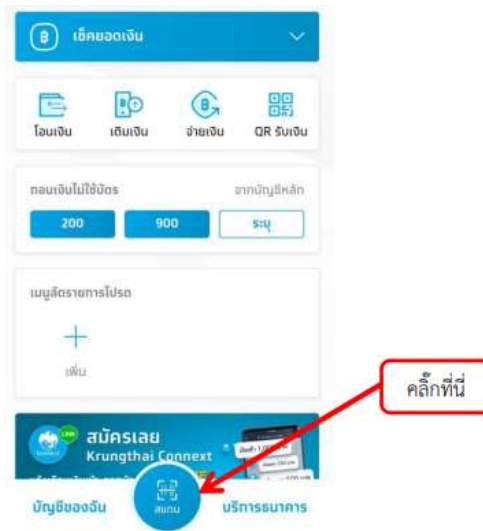 เช็คยอดเงิน
โอนเงิน เติมเงิน จ่ายเงิน QR รับเงิน
ถอนเงินไม่ใช้บัตร จากบัญชีหลัก
200 900 ระบุ
เมนูลัดรายการโปรด
เพิ่ม
คลิ๊กที่นี่
สมัครเลย
Krungthai Connext
สแกน
บัญชีของฉัน บริการธนาคาร